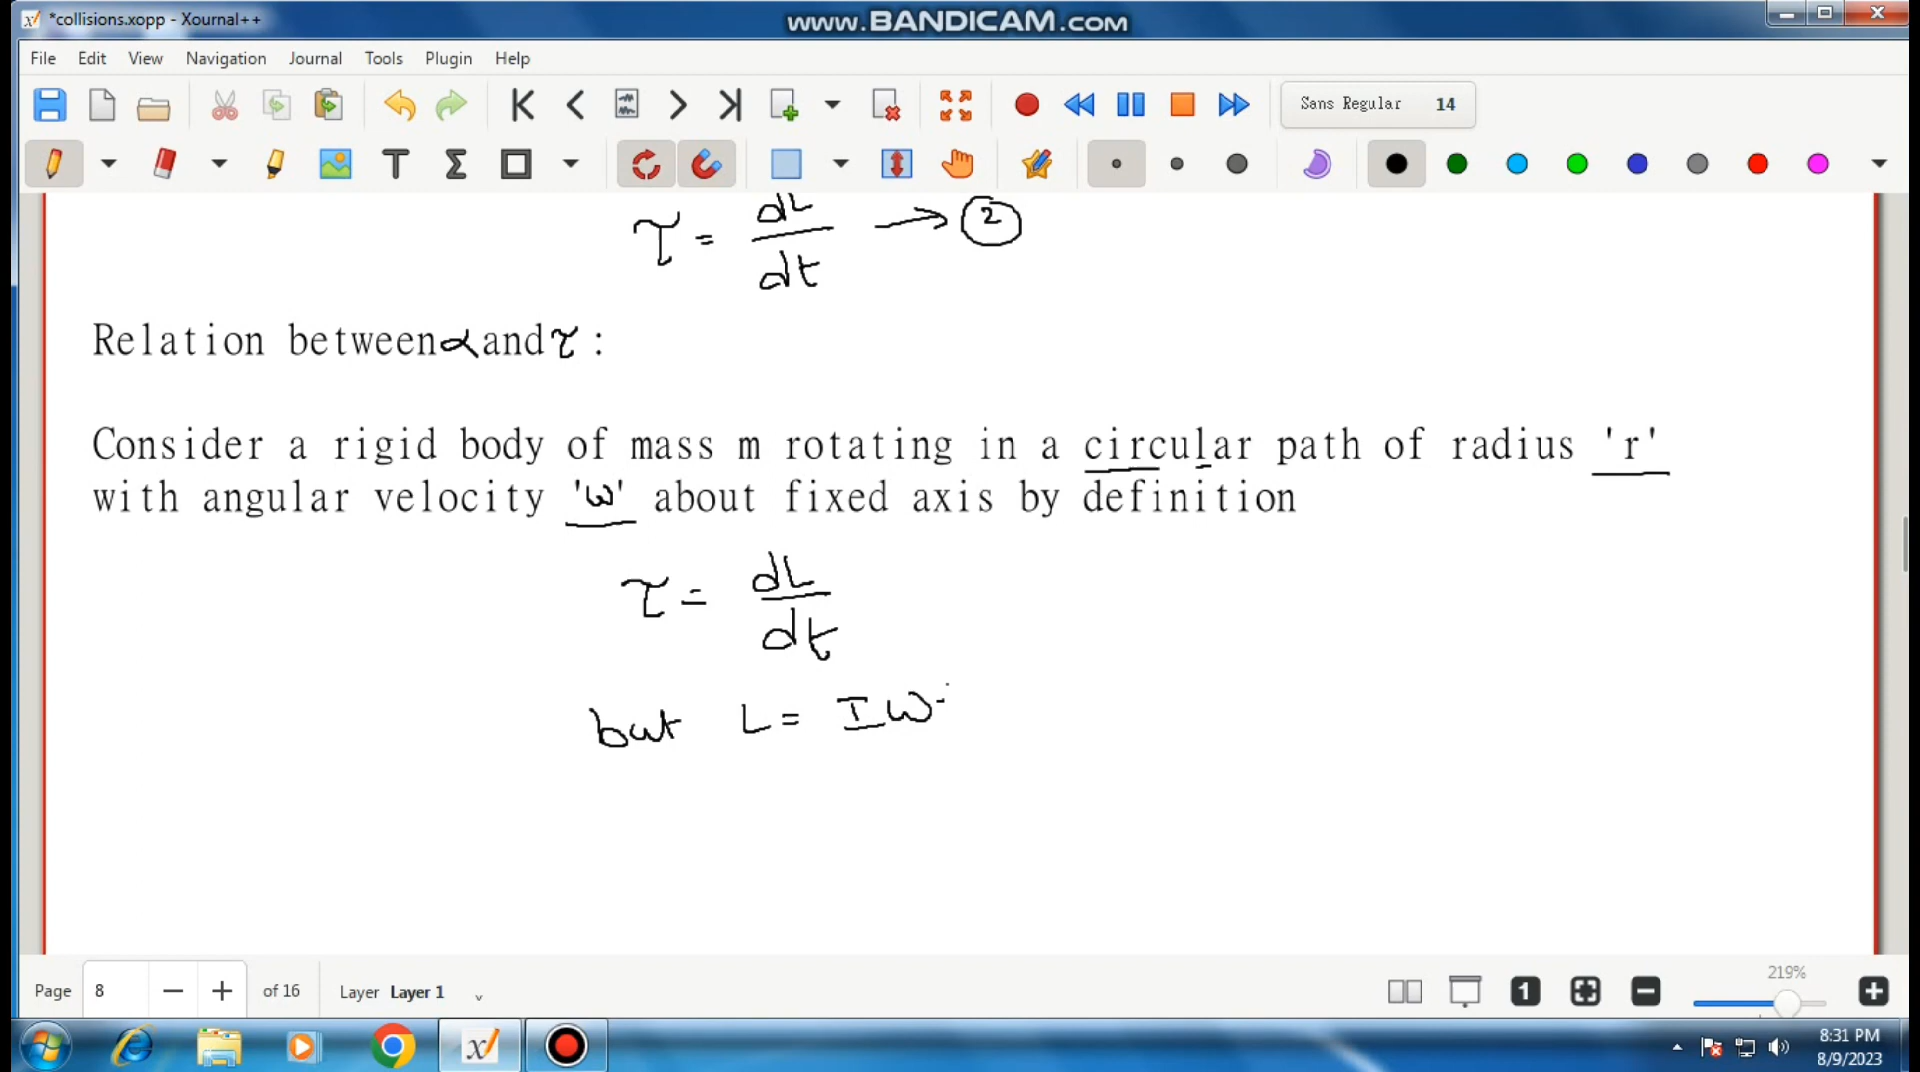 *collisions.xopp - Xournal++
www.BANDICAM.com
File Edit View Navigation Journal Tools Plugin Help
Sans Regular 14
τ = dL/dt → ②
Relation between α and τ :
Consider a rigid body of mass m rotating in a circular path of radius 'r'
with angular velocity 'ω' about fixed axis by definition
τ = dL/dt
but L = Iω
Page 8 of 16 Layer Layer 1
219%
8:31 PM
8/9/2023